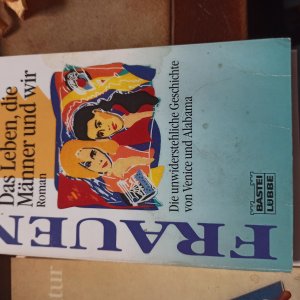 Das Leben, die
Männer und wir
Roman
Die unwiderstehliche Geschichte
von Venice und Alabama
FRAUEN
BASTEI
LÜBBE